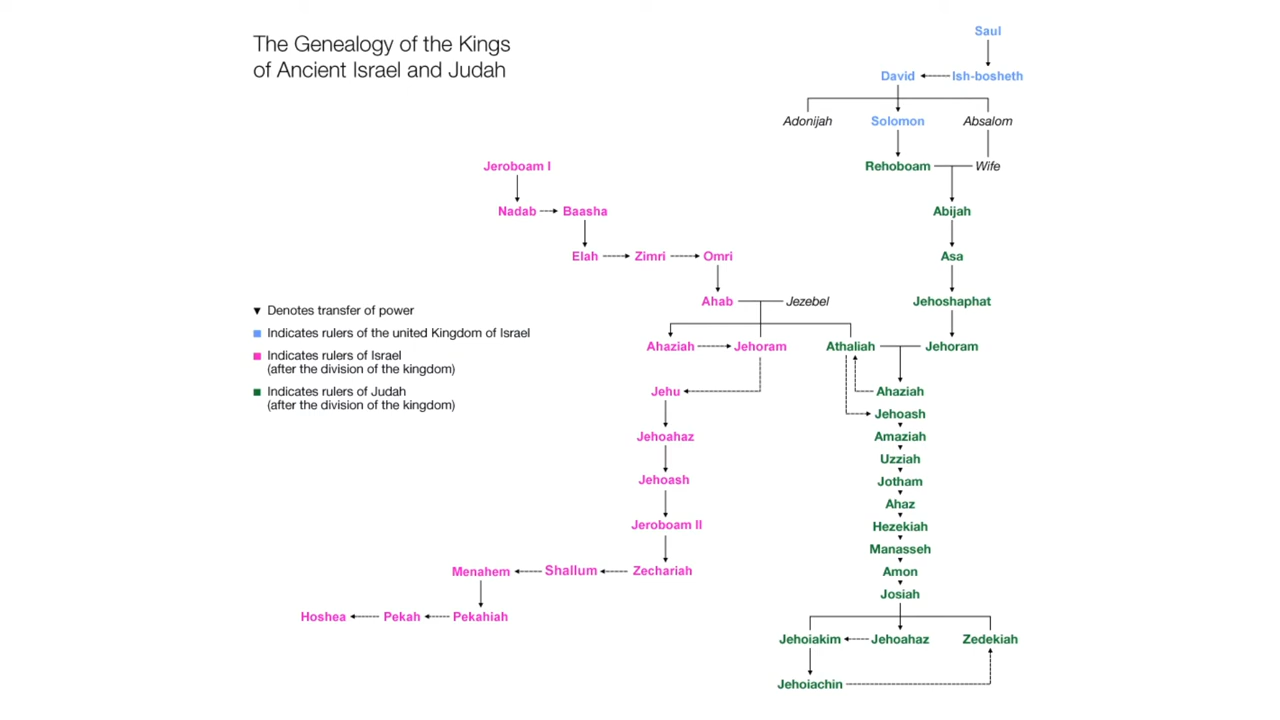 The Genealogy of the Kings
of Ancient Israel and Judah
Saul
David Ish-bosheth
Adonijah Solomon Absalom
Jeroboam I Rehoboam Wife
Nadab Baasha Abijah
Elah Zimri Omri Asa
Ahab Jezebel Jehoshaphat
Denotes transfer of power
Indicates rulers of the united Kingdom of Israel
Indicates rulers of Israel
(after the division of the kingdom)
Indicates rulers of Judah
(after the division of the kingdom)
Ahaziah Jehoram Athaliah Jehoram
Jehu Ahaziah
Jehoash
Jehoahaz Amaziah
Uzziah
Jehoash Jotham
Ahaz
Jeroboam II Hezekiah
Manasseh
Menahem Shallum Zechariah Amon
Josiah
Hoshea Pekah Pekahiah
Jehoiakim Jehoahaz Zedekiah
Jehoiachin